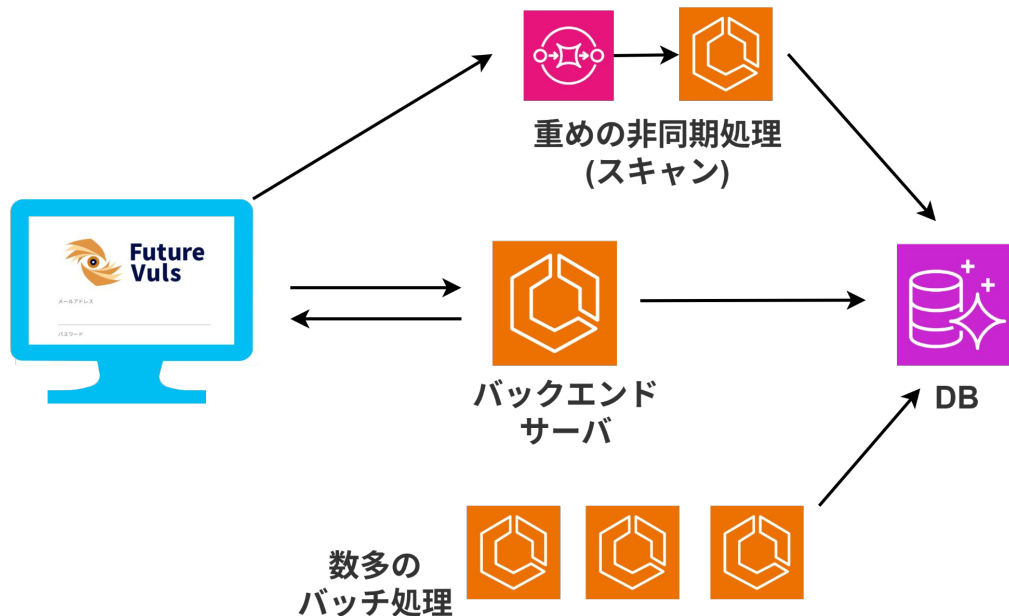 重めの非同期処理
(スキャン)
Future
Vuls
メールアドレス
パスワード
バックエンド
サーバ
DB
数多の
バッチ処理